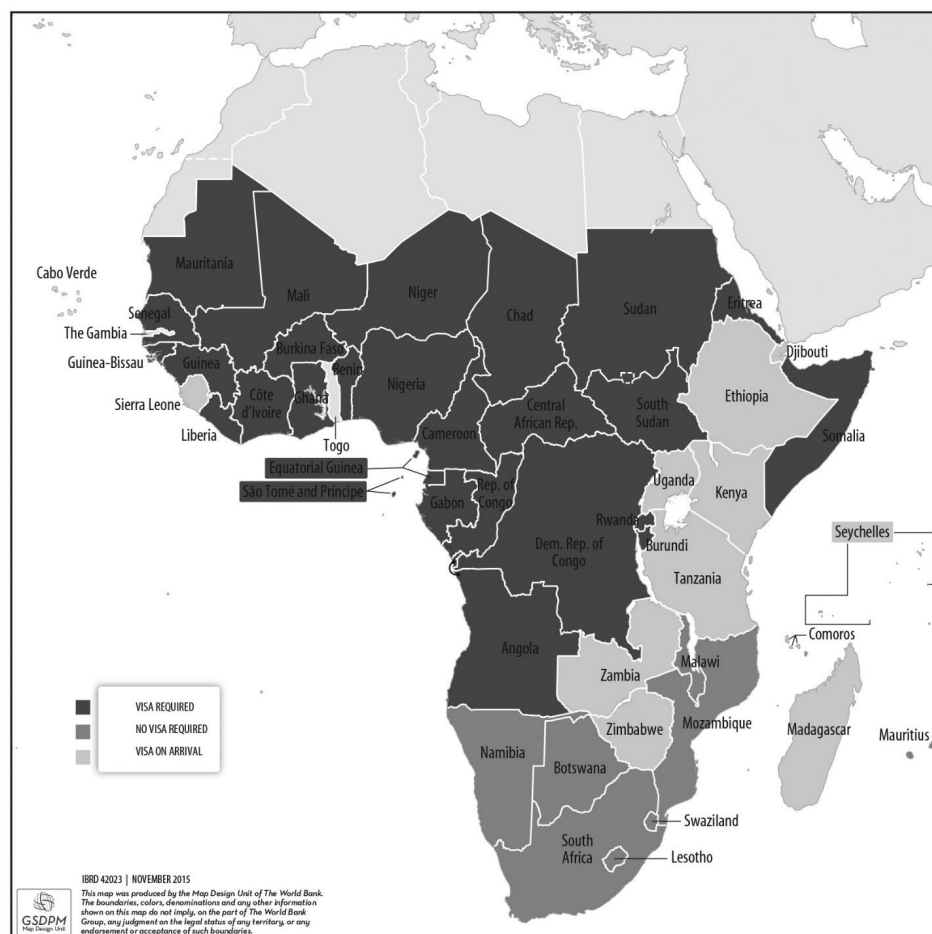 Mauritania
Mali
Niger
Chad
Sudan
Eritrea
Cabo Verde
Senegal
The Gambia
Guinea-Bissau
Guinea
Burkina Faso
Benin
Nigeria
Djibouti
Ethiopia
Sierra Leone
Côte
d'Ivoire
Ghana
Central
African Rep.
South
Sudan
Somalia
Liberia
Togo
Cameroon
Equatorial Guinea
São Tomé and Príncipe
Gabon
Rep. of
Congo
Uganda
Kenya
Rwanda
Burundi
Dem. Rep. of
Congo
Tanzania
Seychelles
Comoros
Angola
Zambia
Malawi
Mozambique
Zimbabwe
Madagascar
Mauritius
Namibia
Botswana
Swaziland
South
Africa
Lesotho
VISA REQUIRED
NO VISA REQUIRED
VISA ON ARRIVAL
IBRD 42023 | NOVEMBER 2015
This map was produced by the Map Design Unit of The World Bank.
The boundaries, colors, denominations and any other information
shown on this map do not imply, on the part of The World Bank
Group, any judgment on the legal status of any territory, or any
endorsement or acceptance of such boundaries.
GSDPM
Map Design Unit